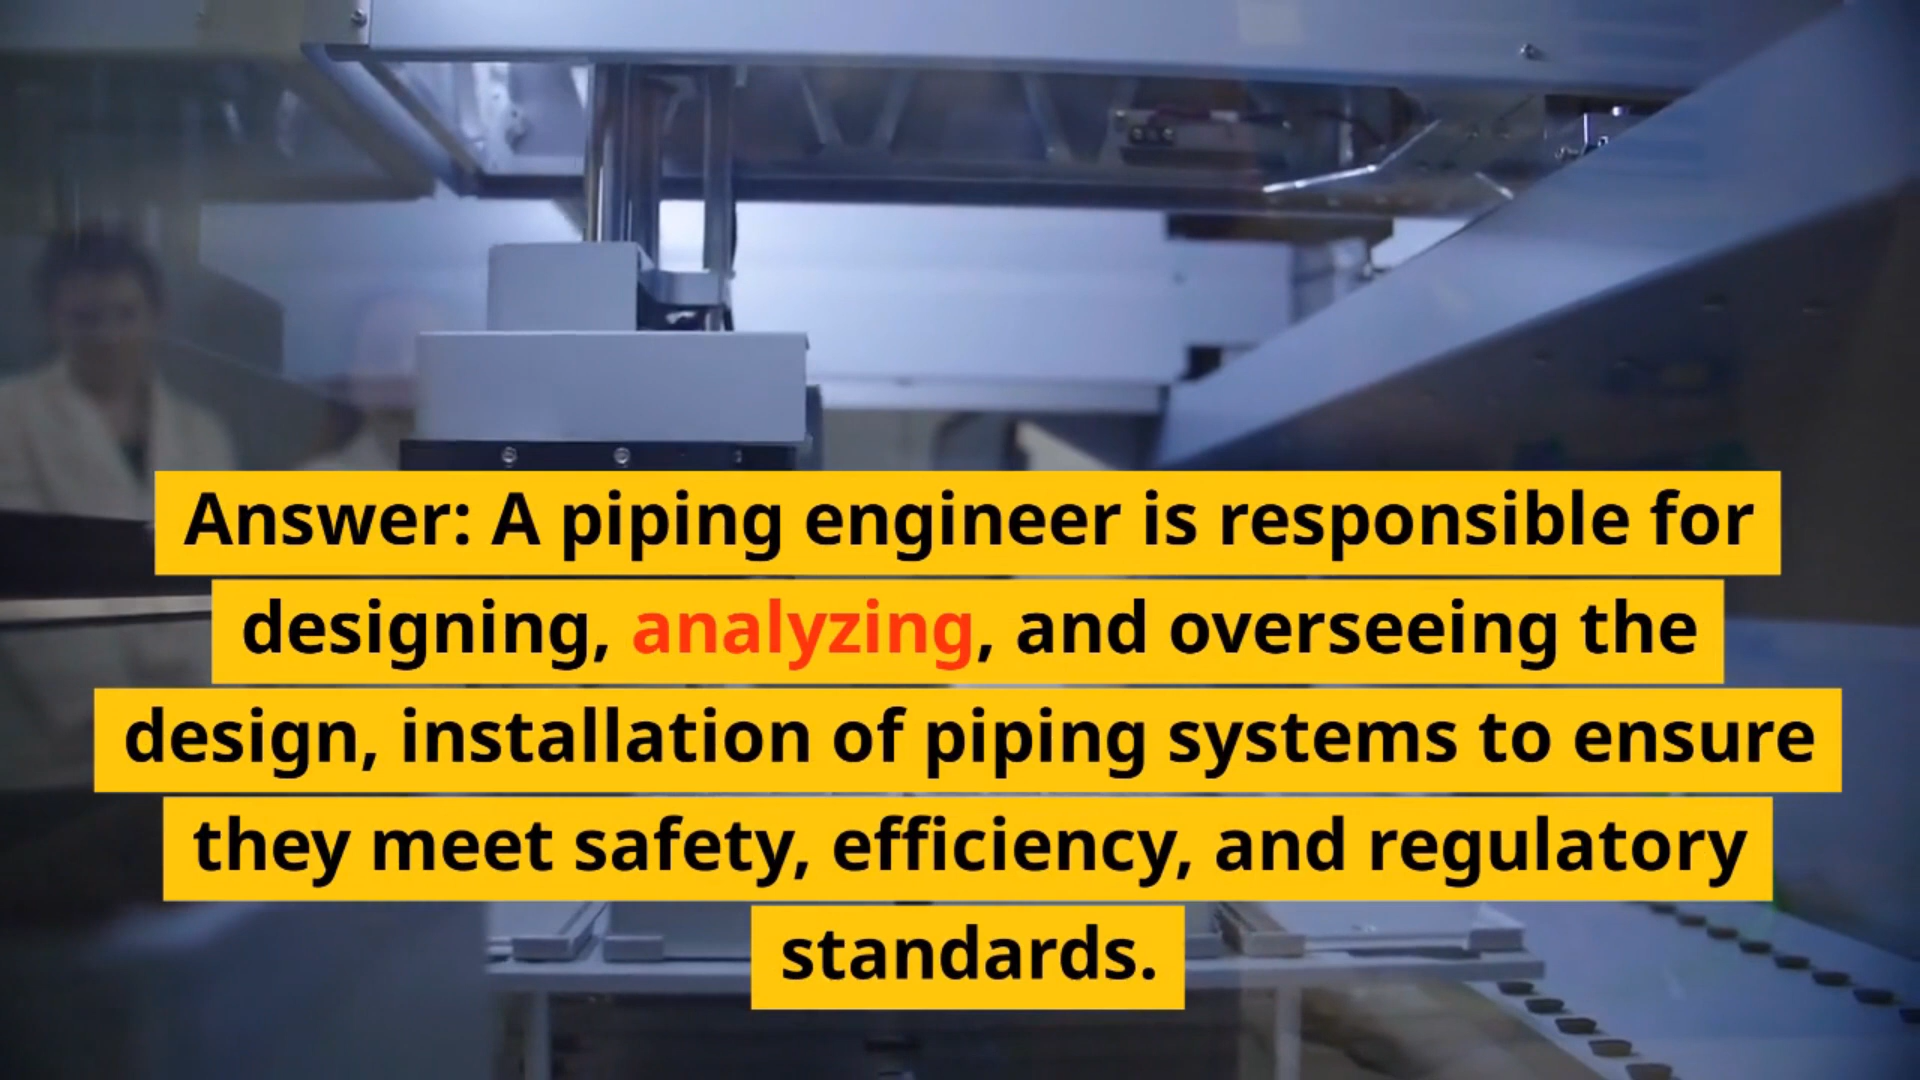 Answer: A piping engineer is responsible for
designing, analyzing, and overseeing the
design, installation of piping systems to ensure
they meet safety, efficiency, and regulatory
standards.